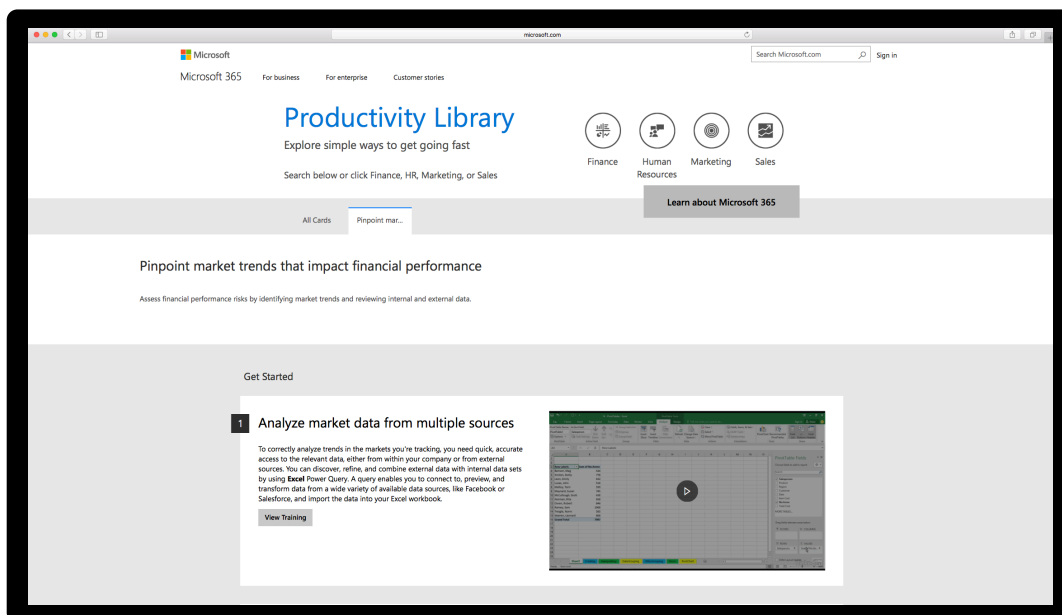 microsoft.com
Microsoft
Search Microsoft.com
Sign in
Microsoft 365
For business
For enterprise
Customer stories
Productivity Library
Explore simple ways to get going fast
Search below or click Finance, HR, Marketing, or Sales
Finance
Human
Resources
Marketing
Sales
Learn about Microsoft 365
All Cards
Pinpoint mar...
Pinpoint market trends that impact financial performance
Assess financial performance risks by identifying market trends and reviewing internal and external data.
Get Started
1
Analyze market data from multiple sources
To correctly analyze trends in the markets you're tracking, you need quick, accurate
access to the relevant data, either from within your company or from external
sources. You can discover, refine, and combine external data with internal data sets
by using Excel Power Query. A query enables you to connect to, preview, and
transform data from a wide variety of available data sources, like Facebook or
Salesforce, and import the data into your Excel workbook.
View Training